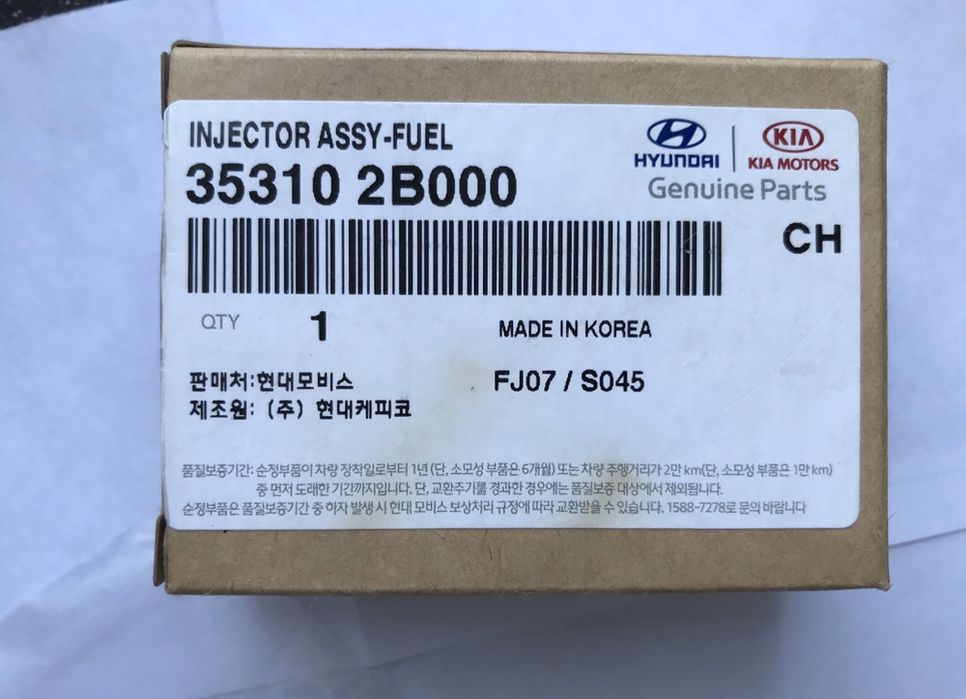 INJECTOR ASSY-FUEL
35310 2B000
HYUNDAI
KIA
KIA MOTORS
Genuine Parts
CH
QTY 1
MADE IN KOREA
판매처:현대모비스
FJ07 / S045
제조원: (주) 현대케피코
품질보증기간: 순정부품이 차량 장착일로부터 1년 (단, 소모성 부품은 6개월) 또는 차량 주행거리가 2만 km(단, 소모성 부품은 1만 km)
중 먼저 도래한 기간까지입니다. 단, 교환주기를 경과한 경우에는 품질보증 대상에서 제외됩니다.
순정부품은 품질보증기간 중 하자 발생 시 현대 모비스 보상처리 규정에 따라 교환받을 수 있습니다. 1588-7278로 문의 바랍니다